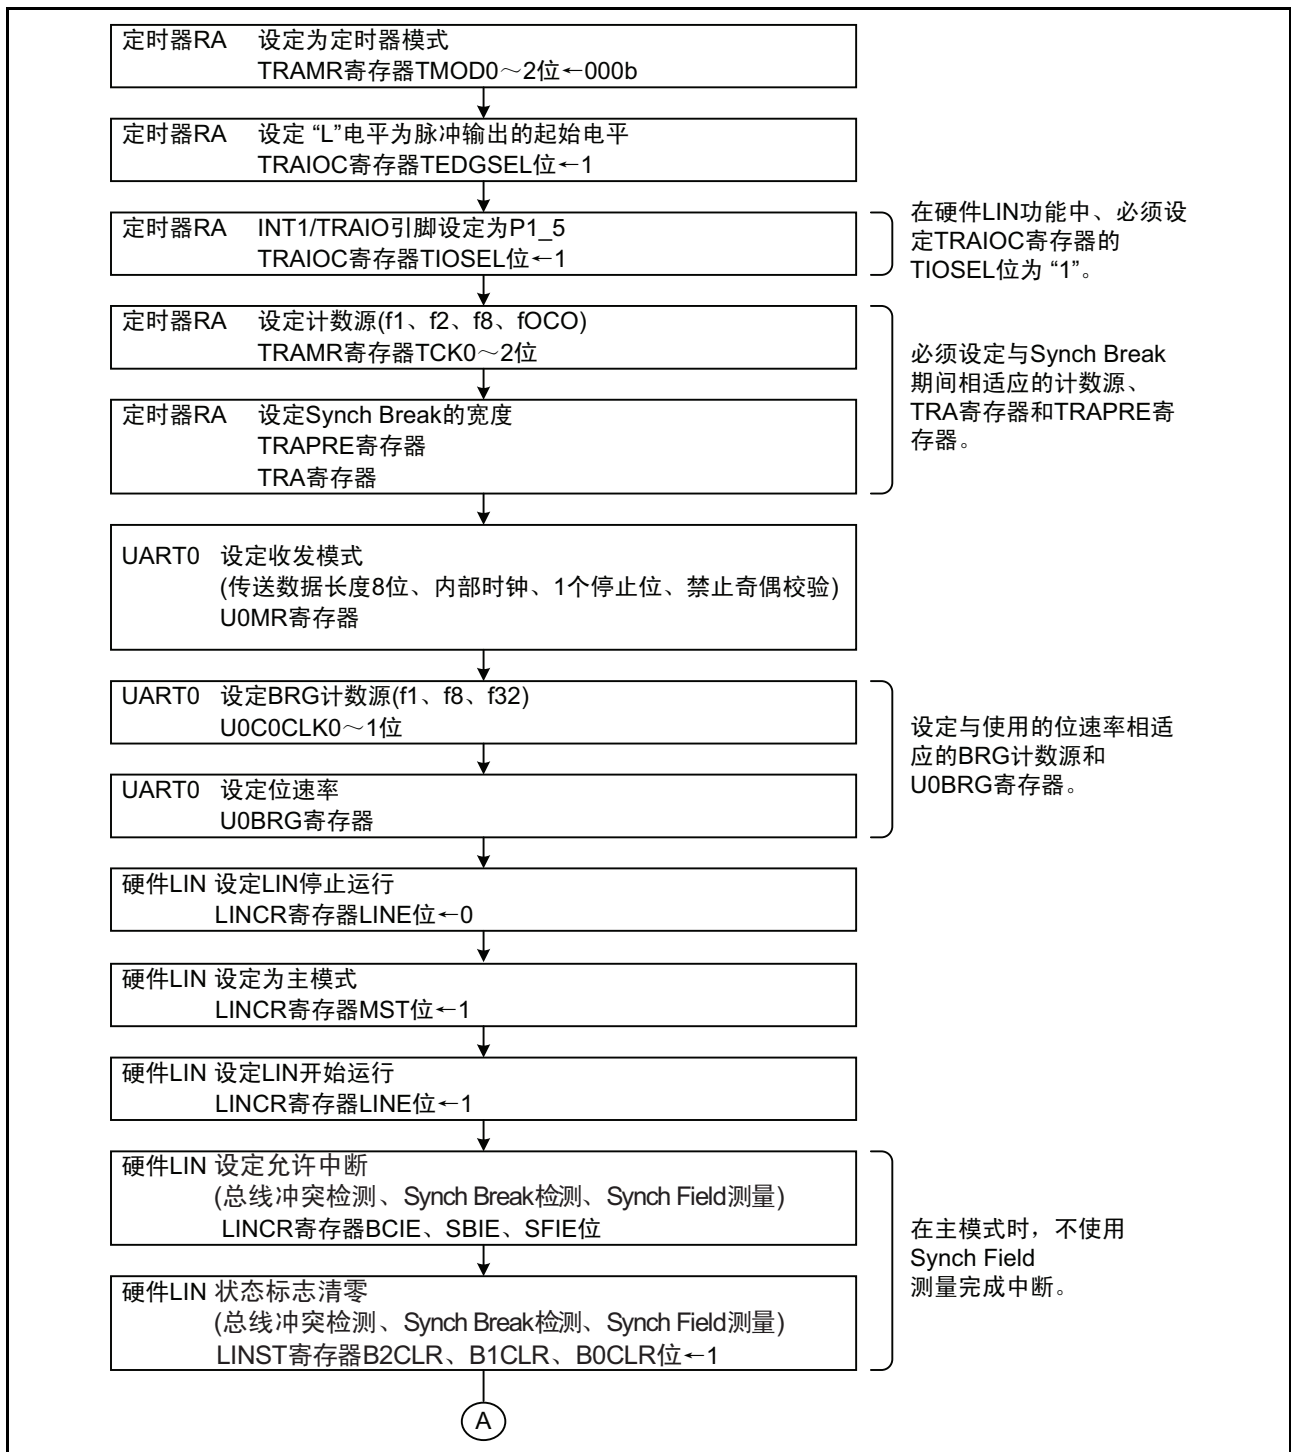 定时器RA 设定为定时器模式
TRAMR寄存器TMOD0～2位←000b
定时器RA 设定 “L”电平为脉冲输出的起始电平
TRAIOC寄存器TEDGSEL位←1
定时器RA INT1/TRAIO引脚设定为P1_5
TRAIOC寄存器TIOSEL位←1
在硬件LIN功能中、必须设
定TRAIOC寄存器的
TIOSEL位为 “1”。
定时器RA 设定计数源(f1、f2、f8、fOCO)
TRAMR寄存器TCK0～2位
定时器RA 设定Synch Break的宽度
TRAPRE寄存器
TRA寄存器
必须设定与Synch Break
期间相适应的计数源、
TRA寄存器和TRAPRE寄
存器。
UART0 设定收发模式
(传送数据长度8位、内部时钟、1个停止位、禁止奇偶校验)
U0MR寄存器
UART0 设定BRG计数源(f1、f8、f32)
U0C0CLK0～1位
UART0 设定位速率
U0BRG寄存器
设定与使用的位速率相适
应的BRG计数源和
U0BRG寄存器。
硬件LIN 设定LIN停止运行
LINCR寄存器LINE位←0
硬件LIN 设定为主模式
LINCR寄存器MST位←1
硬件LIN 设定LIN开始运行
LINCR寄存器LINE位←1
硬件LIN 设定允许中断
(总线冲突检测、Synch Break检测、Synch Field测量)
LINCR寄存器BCIE、SBIE、SFIE位
硬件LIN 状态标志清零
(总线冲突检测、Synch Break检测、Synch Field测量)
LINST寄存器B2CLR、B1CLR、B0CLR位←1
在主模式时，不使用
Synch Field
测量完成中断。
A